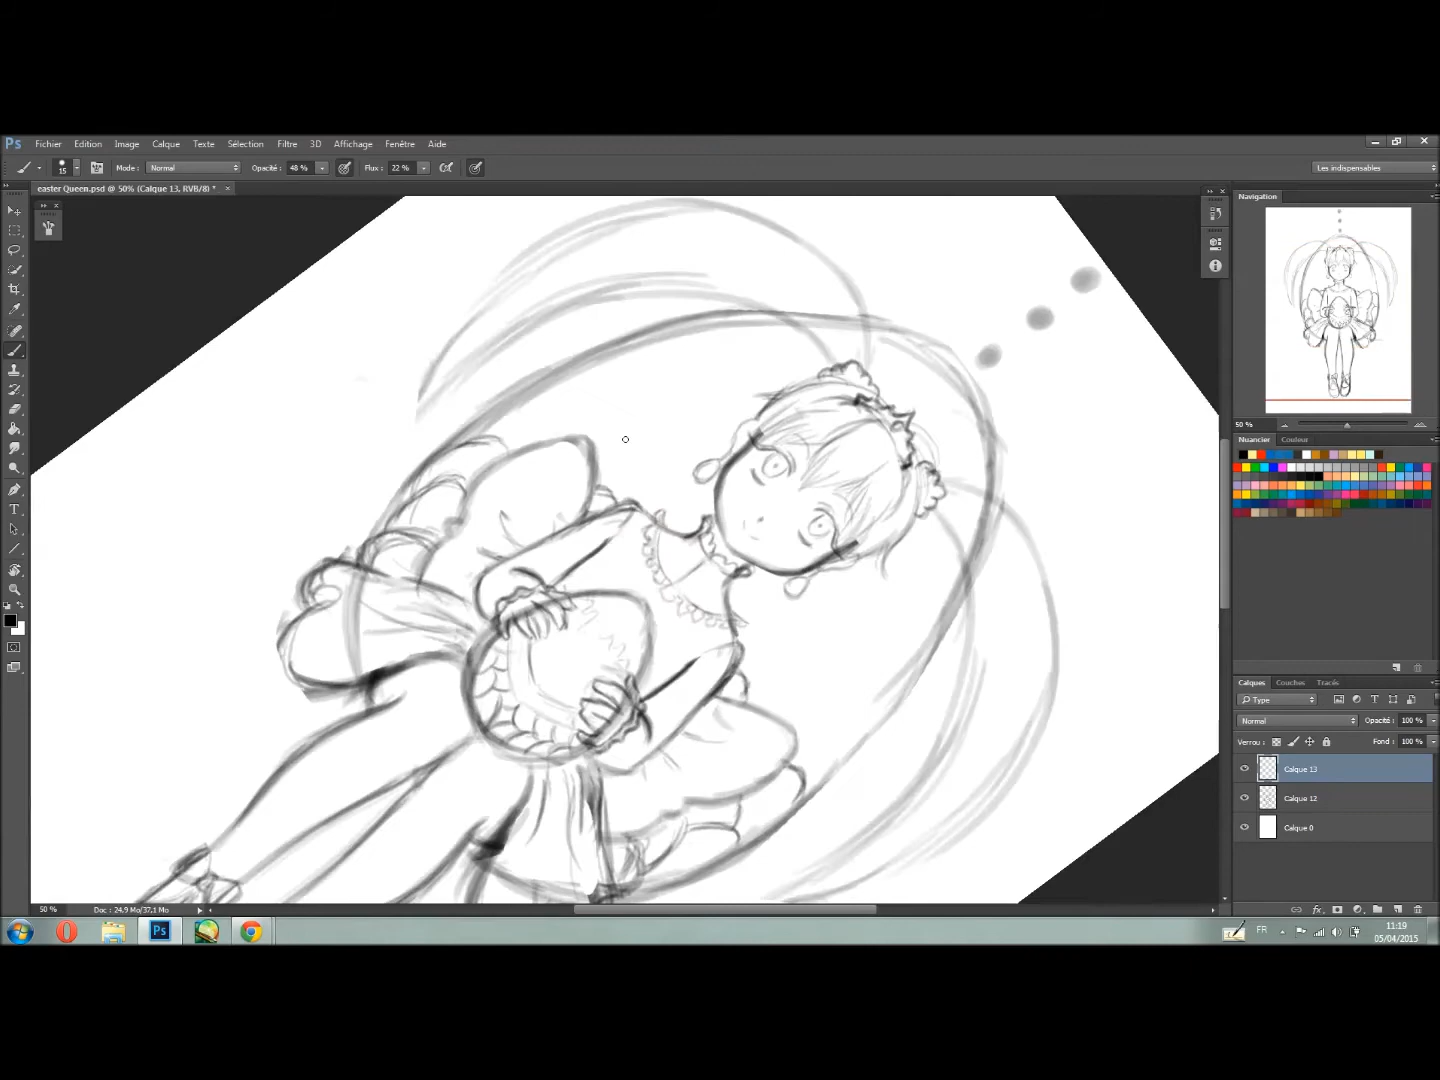 Ps Fichier Edition Image Calque Texte Sélection Filtre 3D Affichage Fenêtre Aide
15 Mode : Normal Opacité : 48 % Flux : 22 % Les indispensables
easter Queen.psd @ 50% (Calque 13, RVB/8) *
Navigation
50 %
Nuancier Couleur
Calques Couches Tracés
Type
Normal Opacité : 100 %
Verrou : Fond : 100 %
Calque 13
Calque 12
Calque 0
fx
50 % Doc : 24,9 Mo/37,1 Mo
Ps FR 11:19
05/04/2015